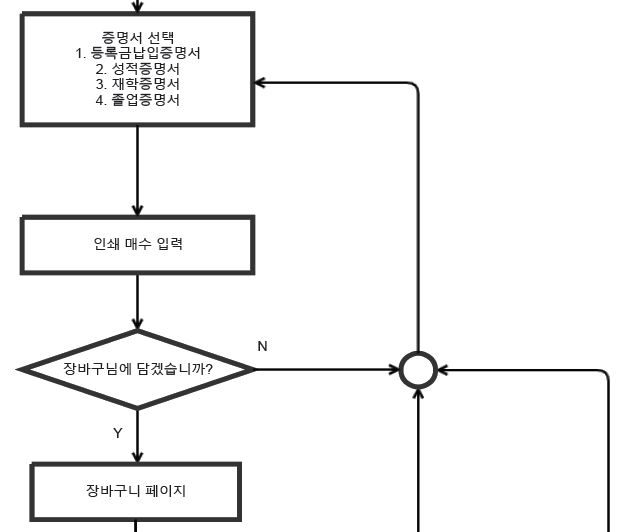 증명서 선택
1. 등록금납입증명서
2. 성적증명서
3. 재학증명서
4. 졸업증명서
인쇄 매수 입력
장바구님에 담겠습니까?
N
Y
장바구니 페이지